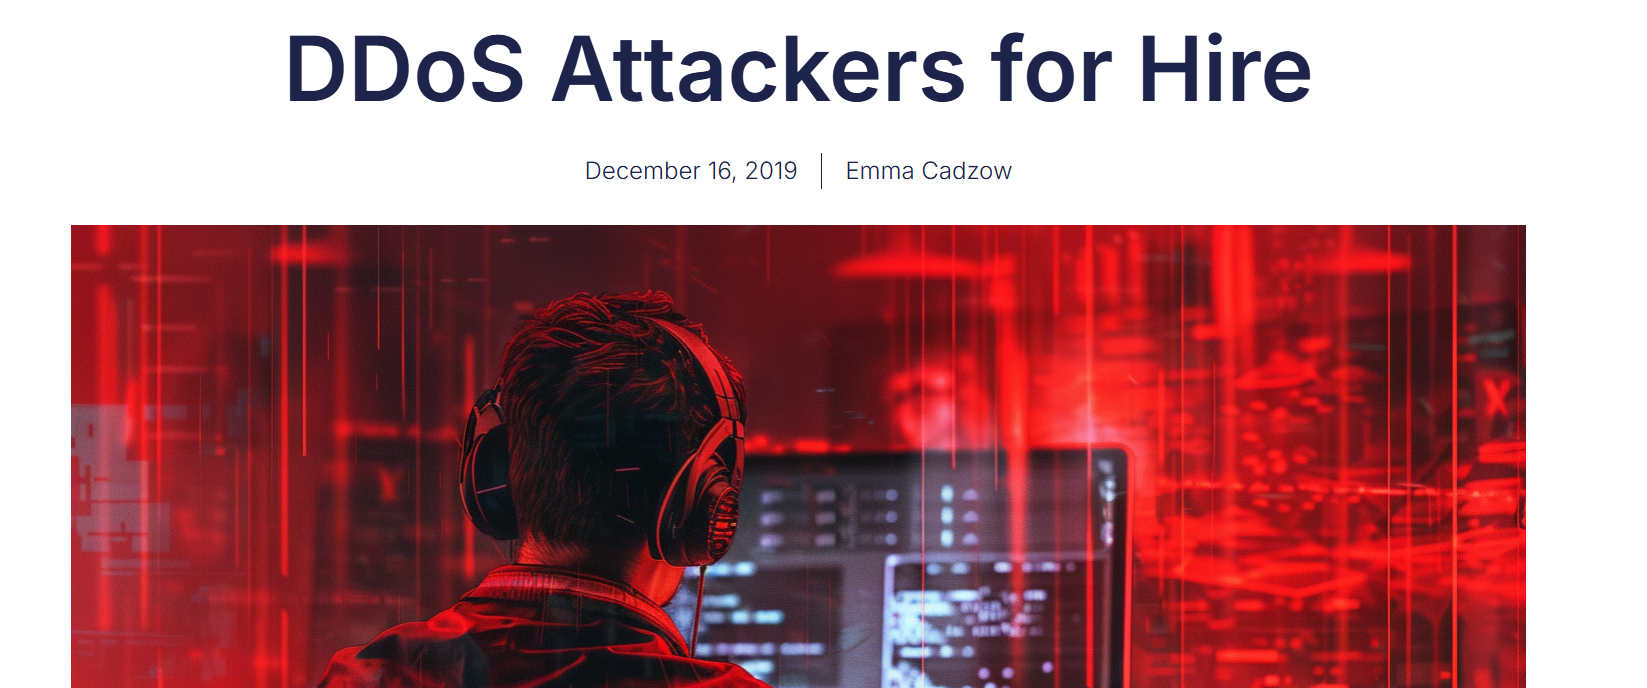 DDoS Attackers for Hire
December 16, 2019 | Emma Cadzow